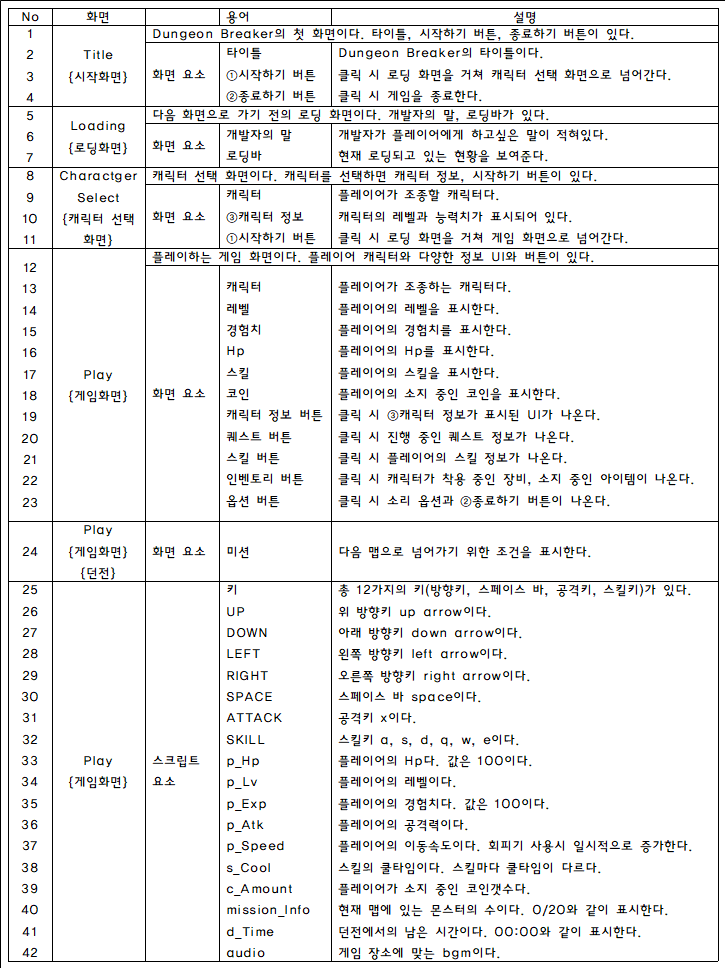 No 화면 용어 설명
1 Dungeon Breaker의 첫 화면이다. 타이틀, 시작하기 버튼, 종료하기 버튼이 있다.
2 Title 타이틀 Dungeon Breaker의 타이틀이다.
3 {시작화면} 화면 요소 ①시작하기 버튼 클릭 시 로딩 화면을 거쳐 캐릭터 선택 화면으로 넘어간다.
4 ②종료하기 버튼 클릭 시 게임을 종료한다.
5 Loading 다음 화면으로 가기 전의 로딩 화면이다. 개발자의 말, 로딩바가 있다.
6 {로딩화면} 화면 요소 개발자의 말 개발자가 플레이어에게 하고싶은 말이 적혀있다.
7 로딩바 현재 로딩되고 있는 현황을 보여준다.
8 Charactger 캐릭터 선택 화면이다. 캐릭터를 선택하면 캐릭터 정보, 시작하기 버튼이 있다.
9 Select 캐릭터 플레이어가 조종할 캐릭터다.
10 {캐릭터 선택 화면 요소 ③캐릭터 정보 캐릭터의 레벨과 능력치가 표시되어 있다.
11 화면} ①시작하기 버튼 클릭 시 로딩 화면을 거쳐 게임 화면으로 넘어간다.
12 플레이하는 게임 화면이다. 플레이어 캐릭터와 다양한 정보 UI와 버튼이 있다.
13 캐릭터 플레이어가 조종하는 캐릭터다.
14 레벨 플레이어의 레벨을 표시한다.
15 경험치 플레이어의 경험치를 표시한다.
16 Hp 플레이어의 Hp를 표시한다.
17 Play 스킬 플레이어의 스킬을 표시한다.
18 {게임화면} 화면 요소 코인 플레이어의 소지 중인 코인을 표시한다.
19 캐릭터 정보 버튼 클릭 시 ③캐릭터 정보가 표시된 UI가 나온다.
20 퀘스트 버튼 클릭 시 진행 중인 퀘스트 정보가 나온다.
21 스킬 버튼 클릭 시 플레이어의 스킬 정보가 나온다.
22 인벤토리 버튼 클릭 시 캐릭터가 착용 중인 장비, 소지 중인 아이템이 나온다.
23 옵션 버튼 클릭 시 소리 옵션과 ②종료하기 버튼이 나온다.
Play
24 {게임화면} 화면 요소 미션 다음 맵으로 넘어가기 위한 조건을 표시한다.
{던전}
25 키 총 12가지의 키(방향키, 스페이스 바, 공격키, 스킬키)가 있다.
26 UP 위 방향키 up arrow이다.
27 DOWN 아래 방향키 down arrow이다.
28 LEFT 왼쪽 방향키 left arrow이다.
29 RIGHT 오른쪽 방향키 right arrow이다.
30 SPACE 스페이스 바 space이다.
31 ATTACK 공격키 x이다.
32 SKILL 스킬키 a, s, d, q, w, e이다.
33 Play 스크립트 p_Hp 플레이어의 Hp다. 값은 100이다.
34 {게임화면} 요소 p_Lv 플레이어의 레벨이다.
35 p_Exp 플레이어의 경험치다. 값은 100이다.
36 p_Atk 플레이어의 공격력이다.
37 p_Speed 플레이어의 이동속도이다. 회피기 사용시 일시적으로 증가한다.
38 s_Cool 스킬의 쿨타임이다. 스킬마다 쿨타임이 다르다.
39 c_Amount 플레이어가 소지 중인 코인갯수다.
40 mission_Info 현재 맵에 있는 몬스터의 수이다. 0/20와 같이 표시한다.
41 d_Time 던전에서의 남은 시간이다. 00:00와 같이 표시한다.
42 audio 게임 장소에 맞는 bgm이다.